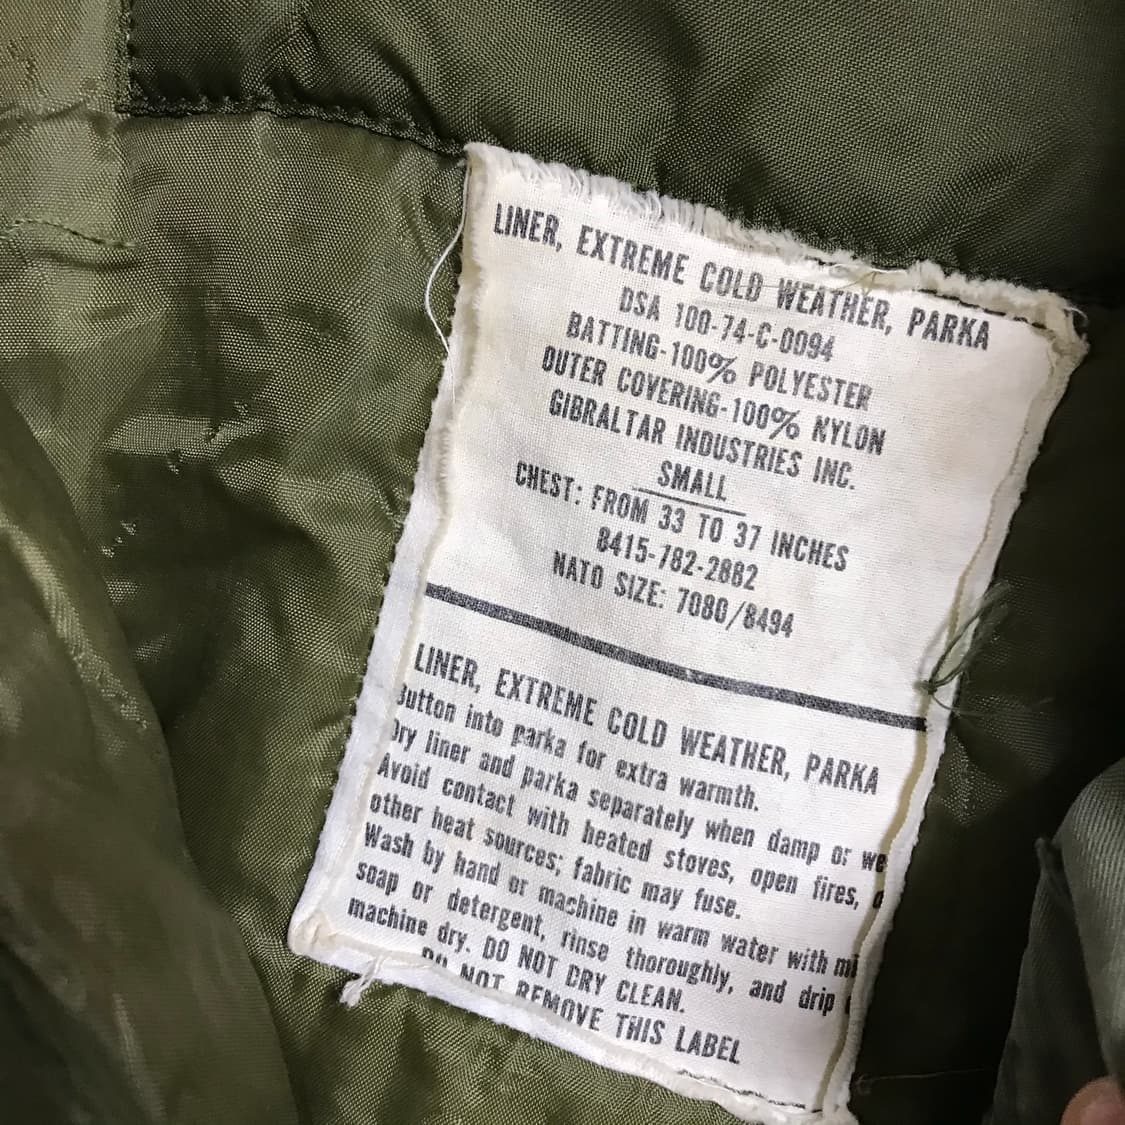 LINER, EXTREME COLD WEATHER, PARKA
DSA 100-74-C-0094
BATTING-100% POLYESTER
OUTER COVERING-100% NYLON
GIBRALTAR INDUSTRIES INC.
SMALL
CHEST: FROM 33 TO 37 INCHES
8415-782-2882
NATO SIZE: 7080/8494
LINER, EXTREME COLD WEATHER, PARKA
Button into parka for extra warmth.
Dry liner and parka separately when damp or we
Avoid contact with heated stoves, open fires,
other heat sources; fabric may fuse.
Wash by hand or machine in warm water with mi
soap or detergent, rinse thoroughly, and drip
machine dry. DO NOT DRY CLEAN.
DO NOT REMOVE THIS LABEL